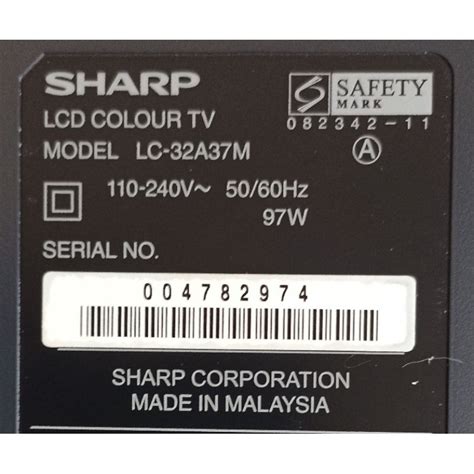 SHARP
SAFETY
MARK
LCD COLOUR TV
082342-11
MODEL LC-32A37M
A
110-240V~ 50/60Hz
97W
SERIAL NO.
004782974
SHARP CORPORATION
MADE IN MALAYSIA